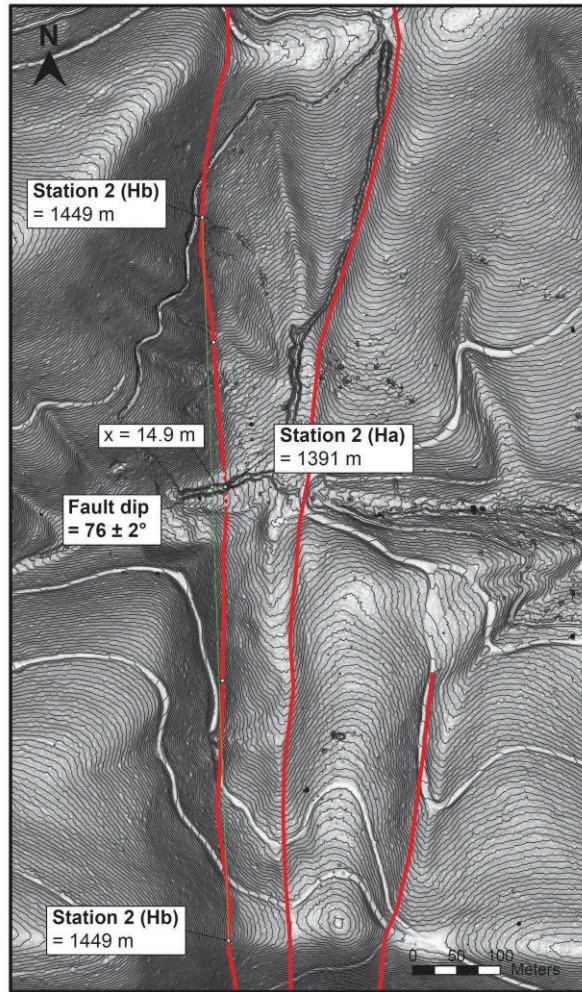 N
Station 2 (Hb)
= 1449 m
x = 14.9 m
Station 2 (Ha)
= 1391 m
Fault dip
= 76 ± 2°
Station 2 (Hb)
= 1449 m
0 50 100
Meters